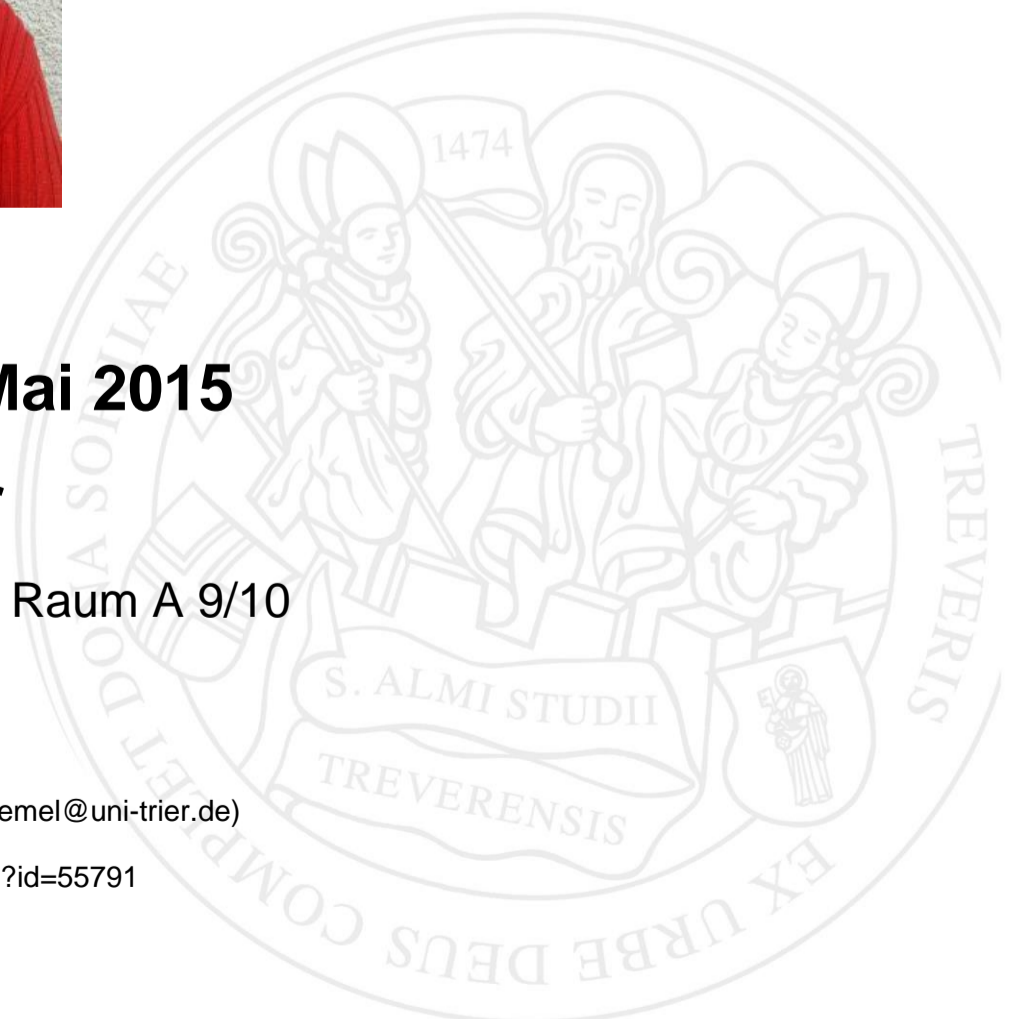 1474
Mai 2015
r
Raum A 9/10
S. ALMI STUDII
TREVERENSIS
emel@uni-trier.de)
?id=55791
TREVERIS EX URBE DEUS COMPLET DONA SOPHIAE